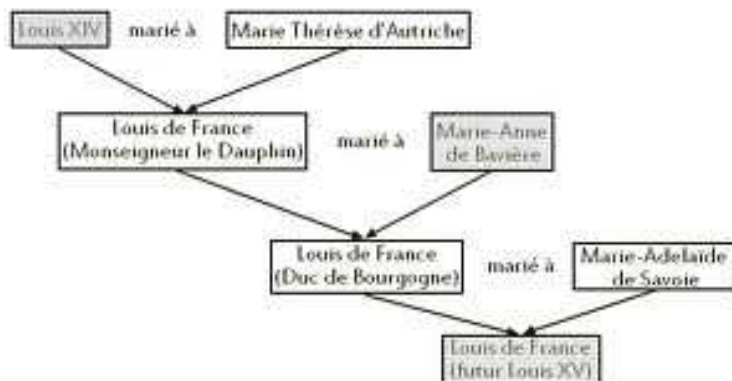 Louis XIV marié à Marie Thérèse d'Autriche
Louis de France
(Monseigneur le Dauphin)
marié à
Marie-Anne
de Bavière
Louis de France
(Duc de Bourgogne)
marié à
Marie-Adelaïde
de Savoie
Louis de France
(futur Louis XV)